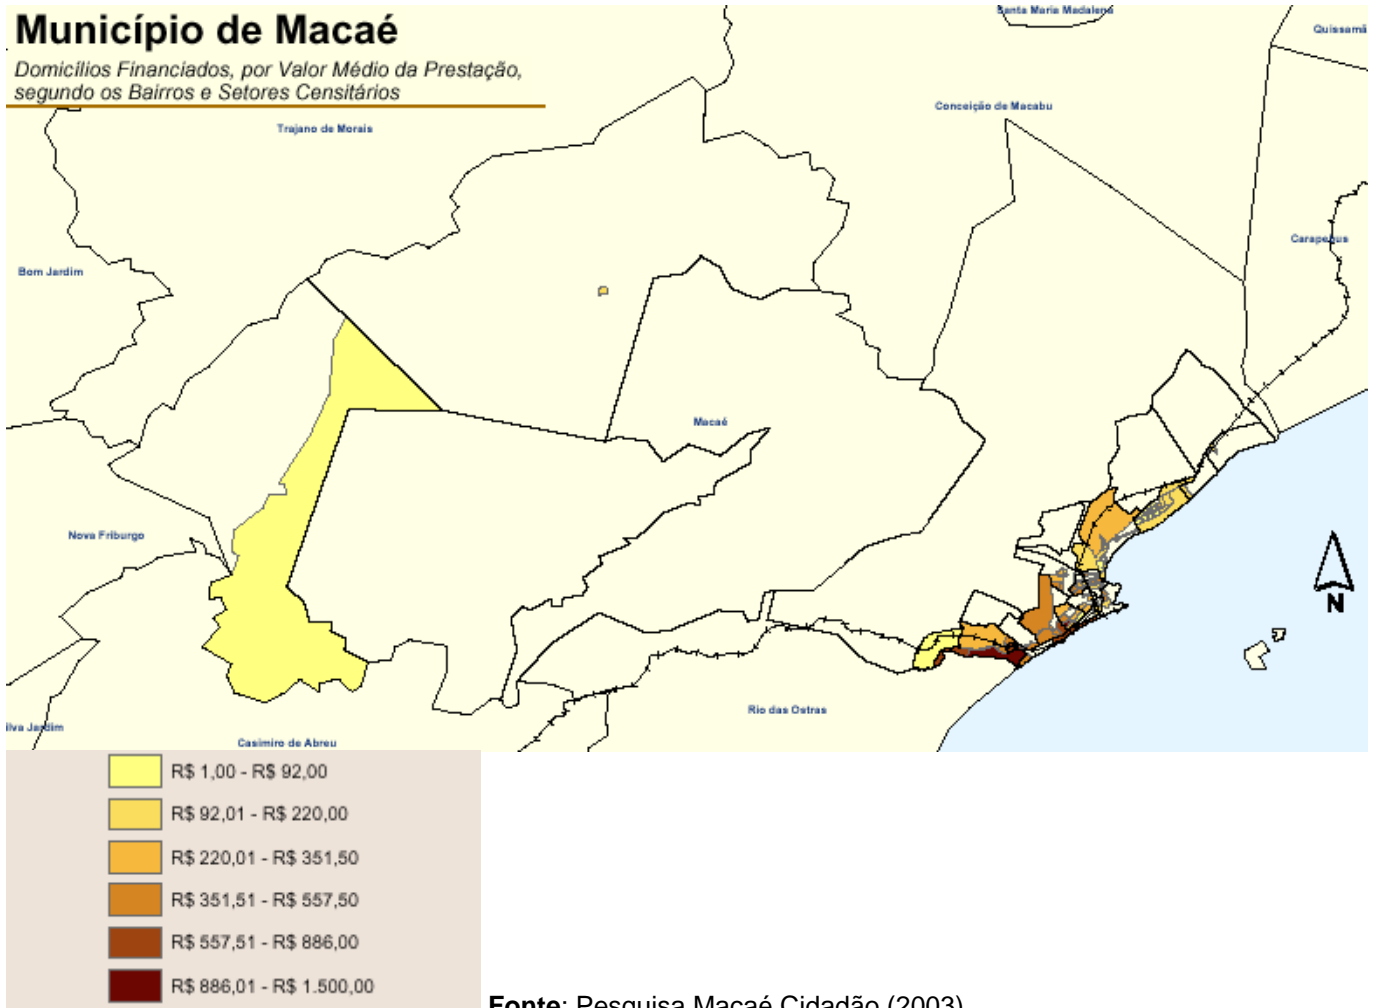 Município de Macaé
Domicílios Financiados, por Valor Médio da Prestação,
segundo os Bairros e Setores Censitários
Santa Maria Madalena
Quissamã
Conceição de Macabu
Trajano de Morais
Carapebus
Bom Jardim
Macaé
Nova Friburgo
N
Rio das Ostras
ilva Jardim
Casimiro de Abreu
R$ 1,00 - R$ 92,00
R$ 92,01 - R$ 220,00
R$ 220,01 - R$ 351,50
R$ 351,51 - R$ 557,50
R$ 557,51 - R$ 886,00
R$ 886,01 - R$ 1.500,00
Fonte: Pesquisa Macaé Cidadão (2003)